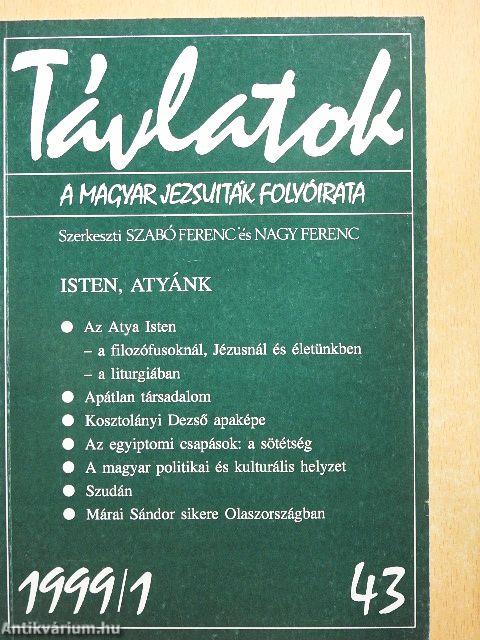 Távlatok
A MAGYAR JEZSUITÁK FOLYÓIRATA
Szerkeszti SZABÓ FERENC és NAGY FERENC
ISTEN, ATYÁNK
● Az Atya Isten
– a filozófusoknál, Jézusnál és életünkben
– a liturgiában
● Apátlan társadalom
● Kosztolányi Dezső apaképe
● Az egyiptomi csapások: a sötétség
● A magyar politikai és kulturális helyzet
● Szudán
● Márai Sándor sikere Olaszországban
1999/1 43
Antikvárium.hu